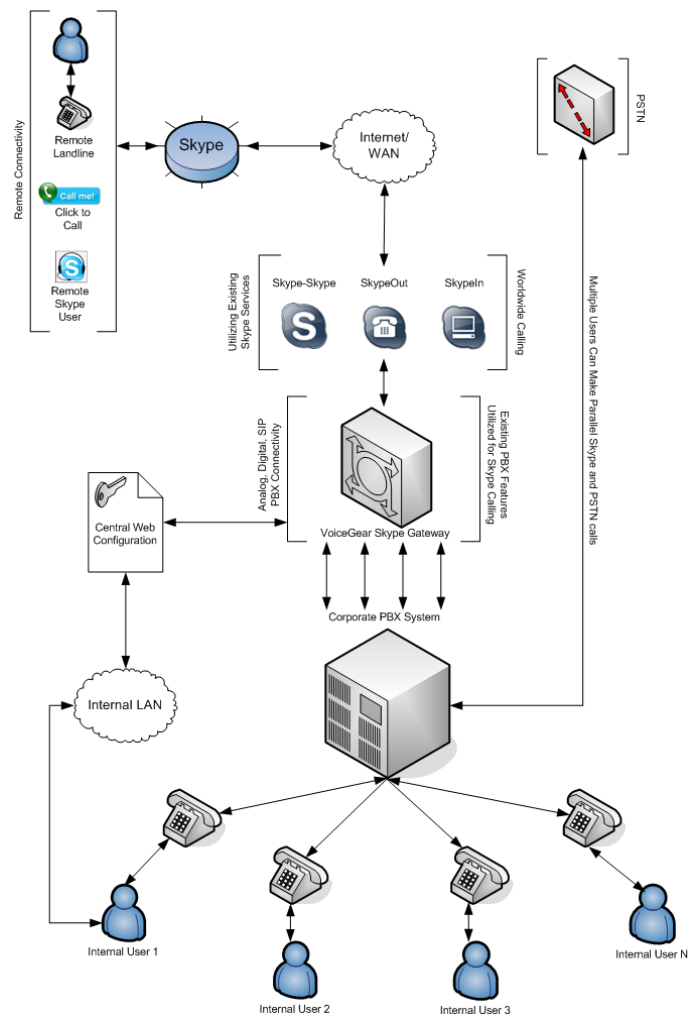 Remote Connectivity
Remote
Landline
Call me!
Click to
Call
Remote
Skype
User
Skype
Internet/
WAN
PSTN
Utilizing Existing
Skype Services
Skype-Skype
SkypeOut
SkypeIn
Worldwide Calling
Multiple Users Can Make Parallel Skype and PSTN calls
Analog, Digital, SIP
PBX Connectivity
Existing PBX Features
Utilized for Skype Calling
VoiceGear Skype Gateway
Central Web
Configuration
Corporate PBX System
Internal LAN
Internal User 1
Internal User 2
Internal User 3
Internal User N